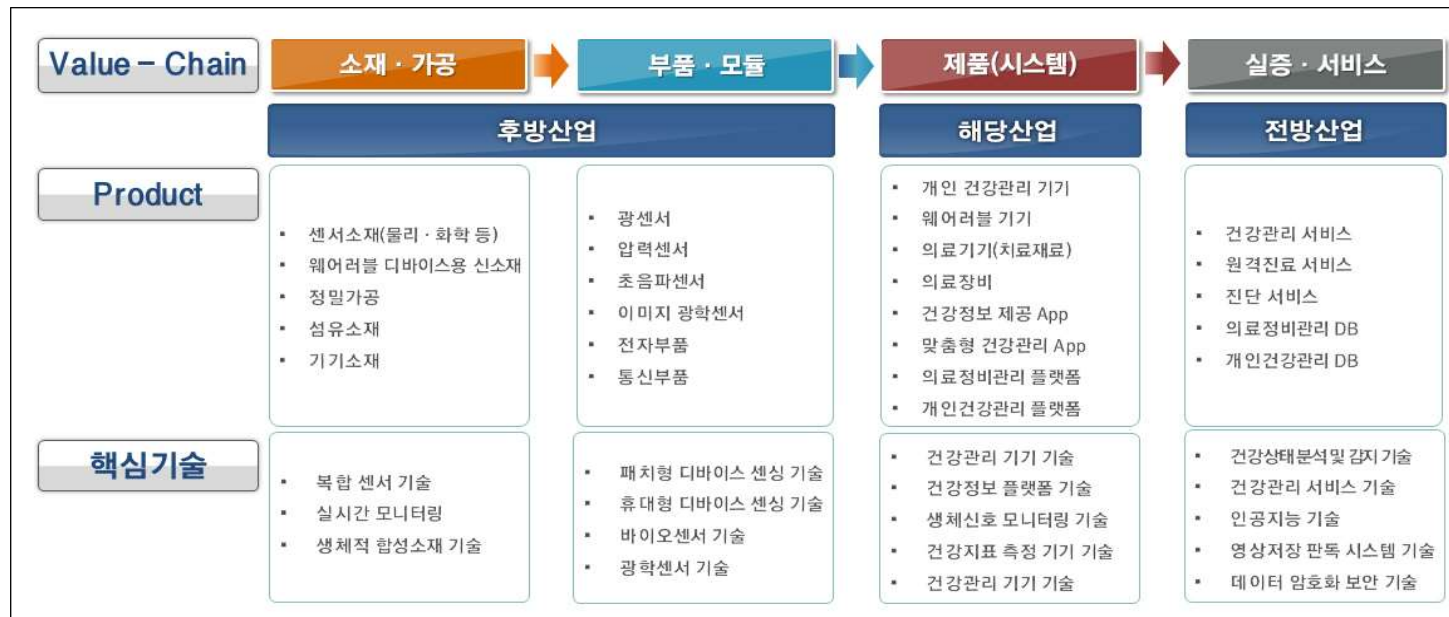 Value – Chain
소재 · 가공
부품 · 모듈
제품(시스템)
실증 · 서비스
후방산업
해당산업
전방산업
Product
▪ 센서소재(물리 · 화학 등)
▪ 웨어러블 디바이스용 신소재
▪ 정밀가공
▪ 섬유소재
▪ 기기소재
▪ 광센서
▪ 압력센서
▪ 초음파센서
▪ 이미지 광학센서
▪ 전자부품
▪ 통신부품
▪ 개인 건강관리 기기
▪ 웨어러블 기기
▪ 의료기기(치료재료)
▪ 의료장비
▪ 건강정보 제공 App
▪ 맞춤형 건강관리 App
▪ 의료정비관리 플랫폼
▪ 개인건강관리 플랫폼
▪ 건강관리 서비스
▪ 원격진료 서비스
▪ 진단 서비스
▪ 의료정비관리 DB
▪ 개인건강관리 DB
핵심기술
▪ 복합 센서 기술
▪ 실시간 모니터링
▪ 생체적 합성소재 기술
▪ 패치형 디바이스 센싱 기술
▪ 휴대형 디바이스 센싱 기술
▪ 바이오센서 기술
▪ 광학센서 기술
▪ 건강관리 기기 기술
▪ 건강정보 플랫폼 기술
▪ 생체신호 모니터링 기술
▪ 건강지표 측정 기기 기술
▪ 건강관리 기기 기술
▪ 건강상태분석 및 감지 기술
▪ 건강관리 서비스 기술
▪ 인공지능 기술
▪ 영상저장 판독 시스템 기술
▪ 데이터 암호화 보안 기술